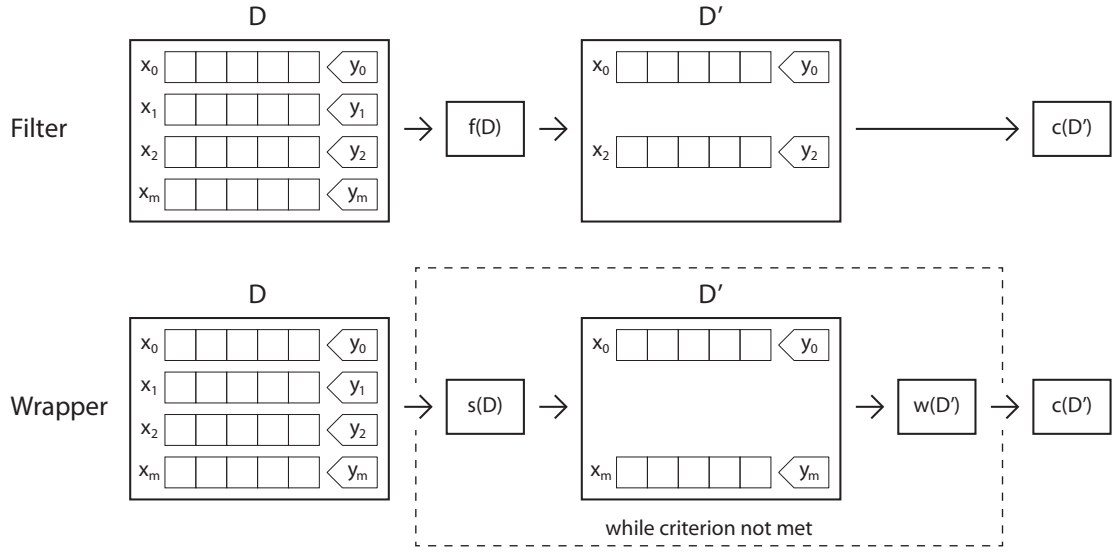 D D′
x0 y0 x0 y0
x1 y1
Filter f(D) c(D′)
x2 y2 x2 y2
xm ym
D D′
x0 y0 x0 y0
x1 y1
Wrapper s(D) w(D′) c(D′)
x2 y2
xm ym xm ym
while criterion not met